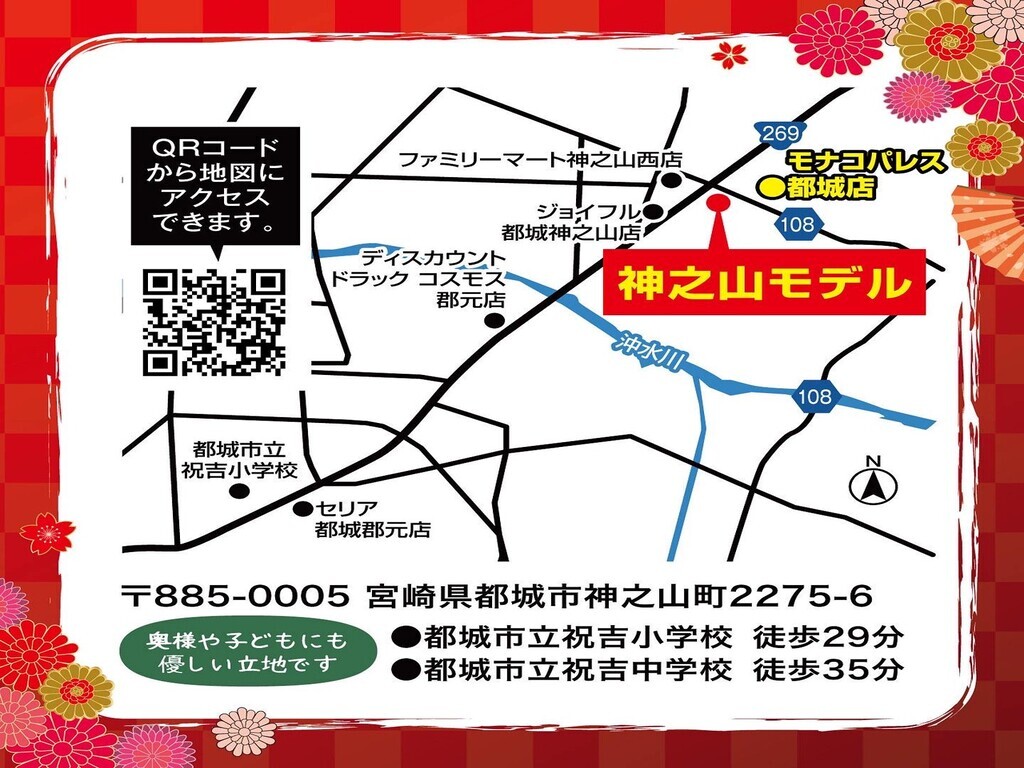 QRコード
から地図に
アクセス
できます。
269
ファミリーマート神之山西店
モナコパレス
●都城店
ジョイフル
都城神之山店
108
ディスカウント
ドラック コスモス
郡元店
神之山モデル
沖水川
108
都城市立
祝吉小学校
N
セリア
都城郡元店
〒885-0005 宮崎県都城市神之山町2275-6
奥様や子どもにも
優しい立地です
●都城市立祝吉小学校 徒歩29分
●都城市立祝吉中学校 徒歩35分